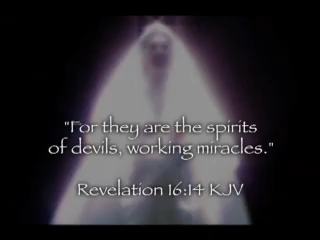 "For they are the spirits
of devils, working miracles."
Revelation 16:14 KJV